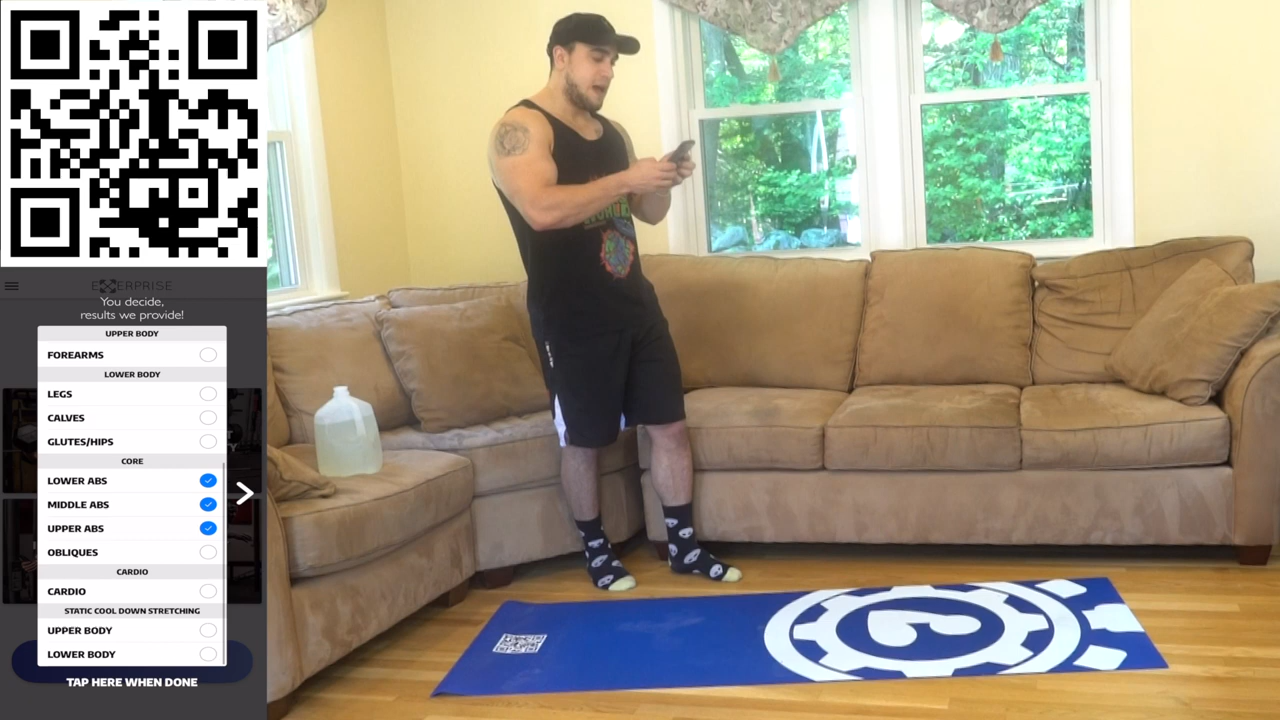 EXERPRISE
You decide,
results we provide!
UPPER BODY
FOREARMS
LOWER BODY
LEGS
CALVES
GLUTES/HIPS
CORE
LOWER ABS
MIDDLE ABS
UPPER ABS
OBLIQUES
CARDIO
CARDIO
STATIC COOL DOWN STRETCHING
UPPER BODY
LOWER BODY
TAP HERE WHEN DONE